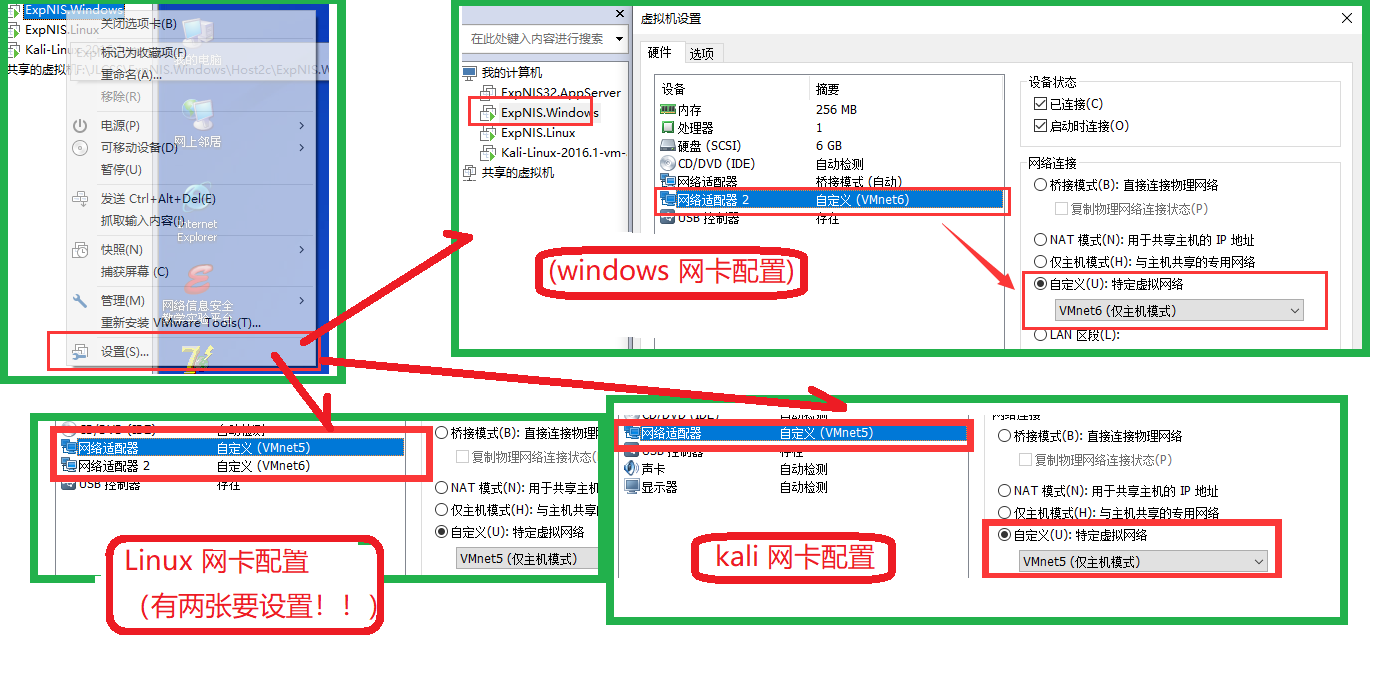 ExpNIS.Windows
ExpNIS.Linux
关闭选项卡(B)
标记为收藏项(F)
重命名(A)...
移除(R)
电源(P)
可移动设备(D)
暂停(U)
发送 Ctrl+Alt+Del(E)
抓取输入内容(I)
快照(N)
捕获屏幕 (C)
管理(M)
重新安装 VMware Tools(T)...
设置(S)...
网上邻居
Internet
Explorer
网络信息安全
在此处键入内容进行搜索
我的计算机
ExpNIS32.AppServer
ExpNIS.Windows
ExpNIS.Linux
Kali-Linux-2016.1-vm-
共享的虚拟机
虚拟机设置
硬件 选项
设备 摘要
内存 256 MB
处理器 1
硬盘 (SCSI) 6 GB
CD/DVD (IDE) 自动检测
网络适配器 桥接模式 (自动)
网络适配器 2 自定义 (VMnet6)
USB 控制器 存在
设备状态
已连接(C)
启动时连接(O)
网络连接
桥接模式(B): 直接连接物理网络
复制物理网络连接状态(P)
NAT 模式(N): 用于共享主机的 IP 地址
仅主机模式(H): 与主机共享的专用网络
自定义(U): 特定虚拟网络
VMnet6 (仅主机模式)
LAN 区段(L):
(windows 网卡配置)
CD/DVD (IDE) 自动检测
网络适配器 自定义 (VMnet5)
网络适配器 2 自定义 (VMnet6)
USB 控制器 存在
桥接模式(B): 直接连接物理网
复制物理网络连接状态(
NAT 模式(N): 用于共享主机
仅主机模式(H): 与主机共享的
自定义(U): 特定虚拟网络
VMnet5 (仅主机模式)
Linux 网卡配置
（有两张要设置！！）
CD/DVD (IDE) 自动检测
网络适配器 自定义 (VMnet5)
USB 控制器 存在
声卡 自动检测
显示器 自动检测
网络连接
桥接模式(B): 直接连接物理网络
复制物理网络连接状态(P)
NAT 模式(N): 用于共享主机的 IP 地址
仅主机模式(H): 与主机共享的专用网络
自定义(U): 特定虚拟网络
VMnet5 (仅主机模式)
kali 网卡配置